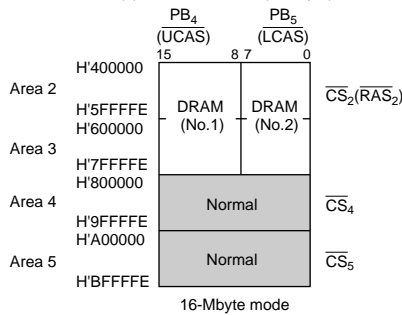 PB4 PB5
(UCAS) (LCAS)
15 8 7 0
H'400000
Area 2
H'5FFFFE
H'600000
DRAM (No.1)
DRAM (No.2)
CS2(RAS2)
Area 3
H'7FFFFE
H'800000
Area 4 Normal CS4
H'9FFFFE
H'A00000
Area 5 Normal CS5
H'BFFFFE
16-Mbyte mode